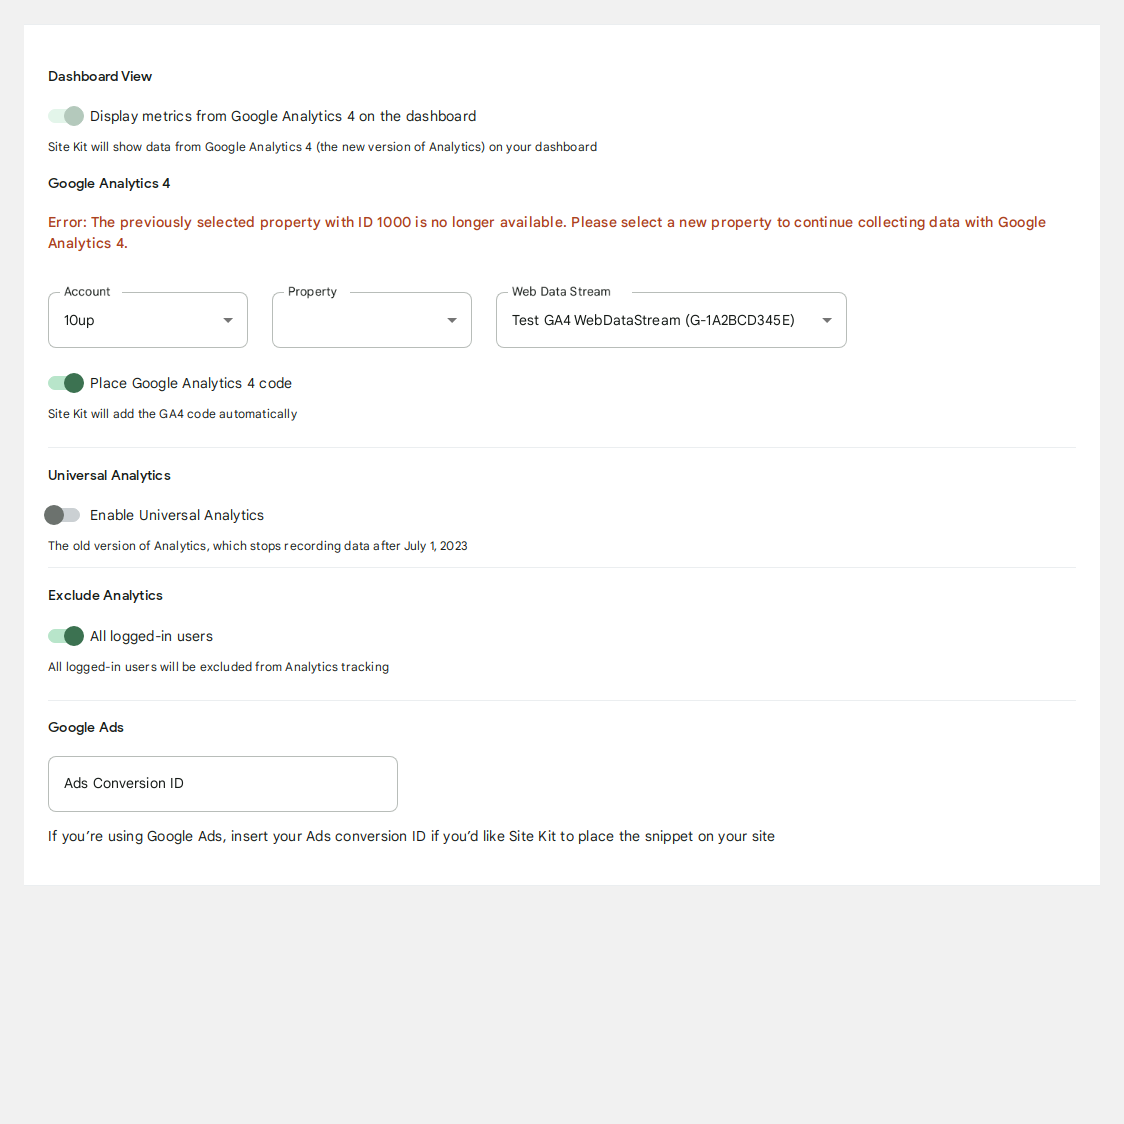 Dashboard View
Display metrics from Google Analytics 4 on the dashboard
Site Kit will show data from Google Analytics 4 (the new version of Analytics) on your dashboard
Google Analytics 4
Error: The previously selected property with ID 1000 is no longer available. Please select a new property to continue collecting data with Google
Analytics 4.
Account
10up
Property
Web Data Stream
Test GA4 WebDataStream (G-1A2BCD345E)
Place Google Analytics 4 code
Site Kit will add the GA4 code automatically
Universal Analytics
Enable Universal Analytics
The old version of Analytics, which stops recording data after July 1, 2023
Exclude Analytics
All logged-in users
All logged-in users will be excluded from Analytics tracking
Google Ads
Ads Conversion ID
If you’re using Google Ads, insert your Ads conversion ID if you’d like Site Kit to place the snippet on your site